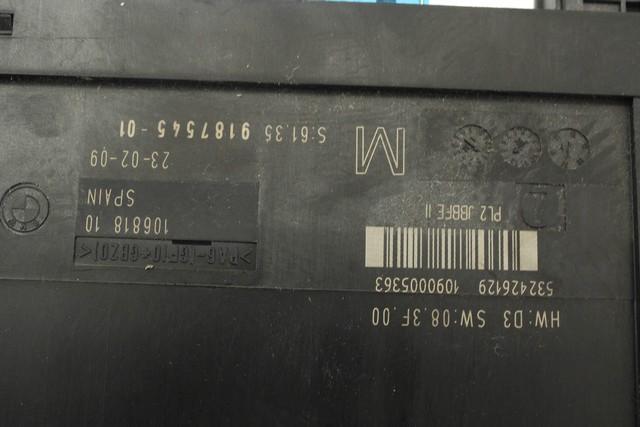 HW:D3 SW:08.3F.00
532426129 1090005363
PL2 JBBFE II
M
>PA6-(GF10+GB20)<
106818 10
SPAIN
23-02-09
S:61.35 9187545-01